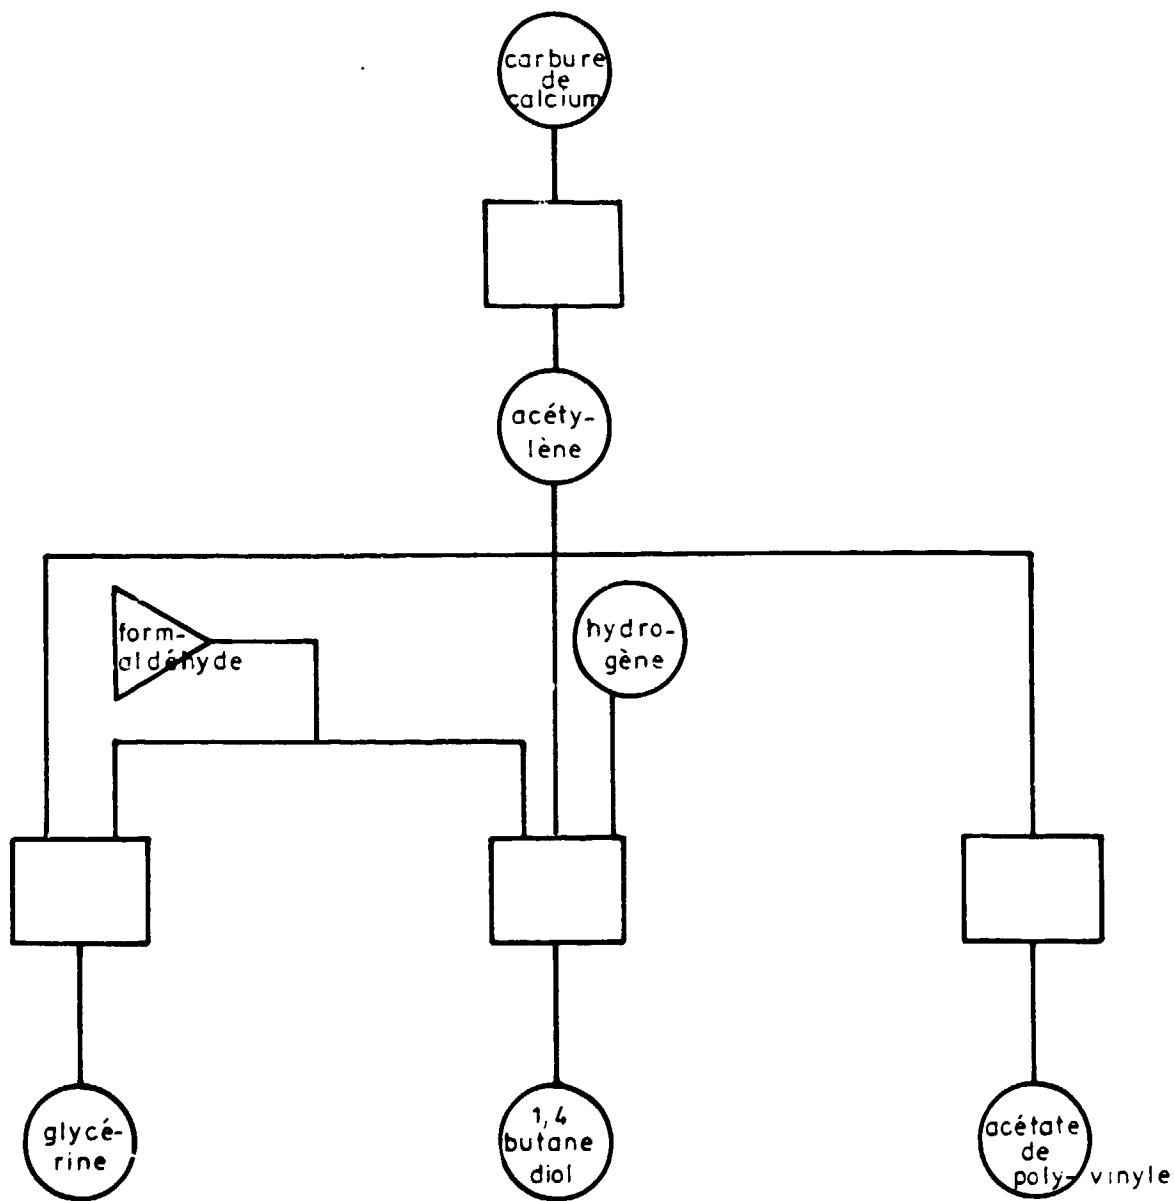 carbure
de
calcium
acéty-
lène
form-
aldéhyde
hydro-
gène
glycé-
rine
1,4
butane
diol
acétate
de
poly-vinyle